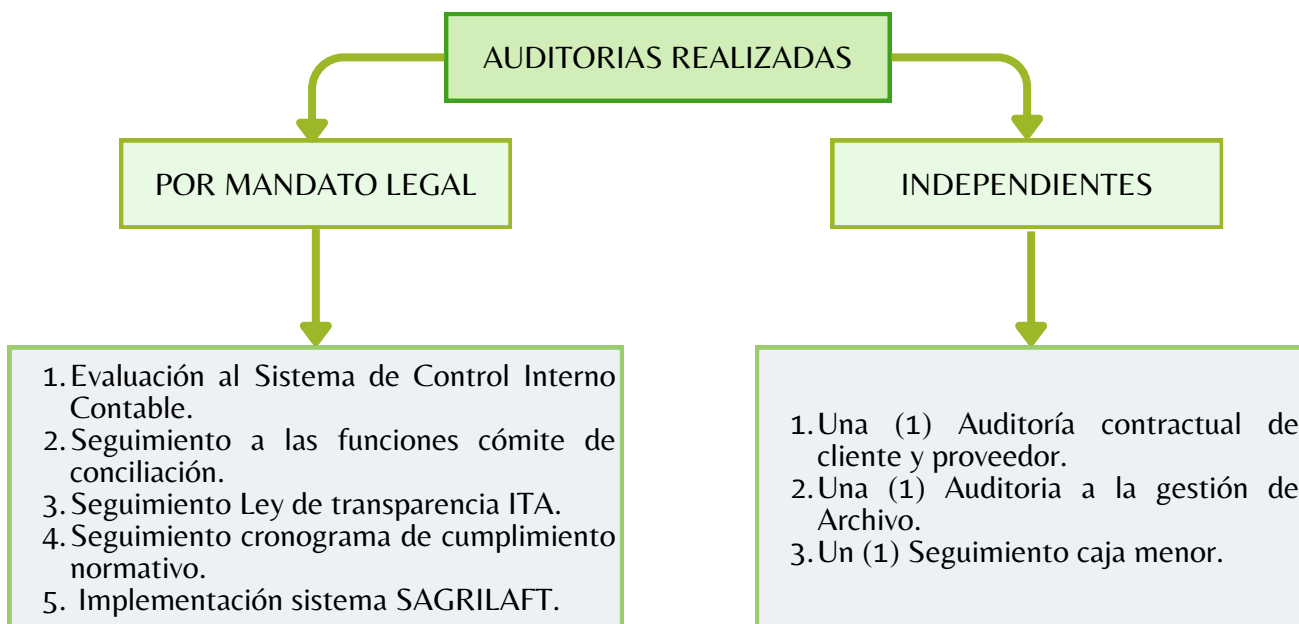 AUDITORIAS REALIZADAS
POR MANDATO LEGAL
INDEPENDIENTES
1. Evaluación al Sistema de Control Interno
Contable.
2. Seguimiento a las funciones cómite de
conciliación.
3. Seguimiento Ley de transparencia ITA.
4. Seguimiento cronograma de cumplimiento
normativo.
5. Implementación sistema SAGRILAFT.
1. Una (1) Auditoría contractual de
cliente y proveedor.
2. Una (1) Auditoria a la gestión de
Archivo.
3. Un (1) Seguimiento caja menor.